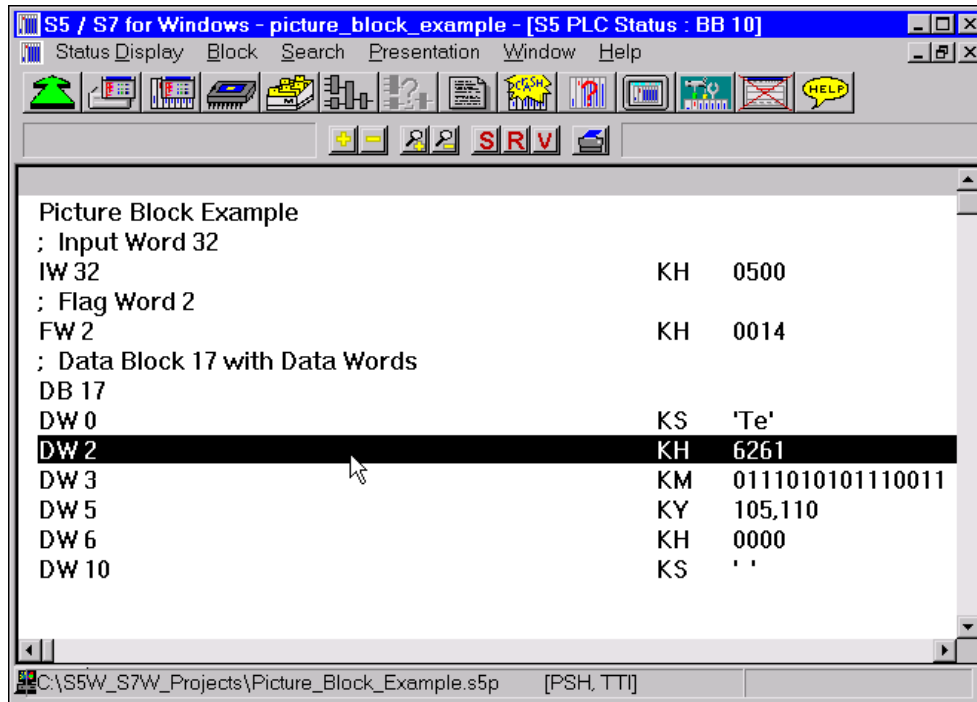 S5 / S7 for Windows - picture_block_example - [S5 PLC Status : BB 10]
Status Display Block Search Presentation Window Help
M CRASH ? HELP
S R V
Picture Block Example
; Input Word 32
IW 32 KH 0500
; Flag Word 2
FW 2 KH 0014
; Data Block 17 with Data Words
DB 17
DW 0 KS 'Te'
DW 2 KH 6261
DW 3 KM 0111010101110011
DW 5 KY 105,110
DW 6 KH 0000
DW 10 KS ' '
C:\S5W_S7W_Projects\Picture_Block_Example.s5p [PSH, TTI]